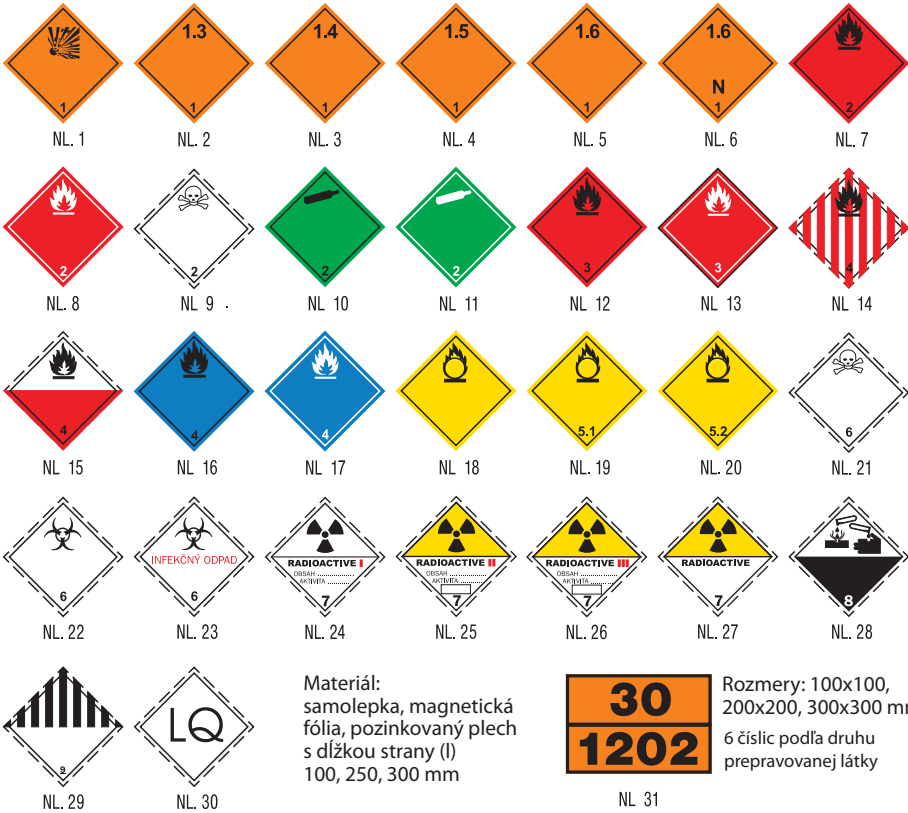 1.3 1.4 1.5 1.6 1.6
N
1 1 1 1 1 1 2
NL. 1 NL. 2 NL. 3 NL. 4 NL. 5 NL. 6 NL. 7
2 2 2 2 3 3 4
NL. 8 NL 9 . NL 10 NL 11 NL 12 NL 13 NL 14
4 4 4 5.1 5.2 6
NL 15 NL 16 NL 17 NL 18 NL. 19 NL. 20 NL. 21
INFEKČNÝ ODPAD
RADIOACTIVE I RADIOACTIVE II RADIOACTIVE III RADIOACTIVE
OBSAH .................. OBSAH .................. OBSAH ..................
AKTIVITA ............ AKTIVITA ............ AKTIVITA ............
6 6 7 7 7 7 8
NL. 22 NL. 23 NL. 24 NL. 25 NL. 26 NL. 27 NL. 28
LQ
9
NL. 29 NL. 30
Materiál:
samolepka, magnetická
fólia, pozinkovaný plech
s dĺžkou strany (l)
100, 250, 300 mm
30
1202
NL 31
Rozmery: 100x100,
200x200, 300x300 m
6 číslic podľa druhu
prepravovanej látky